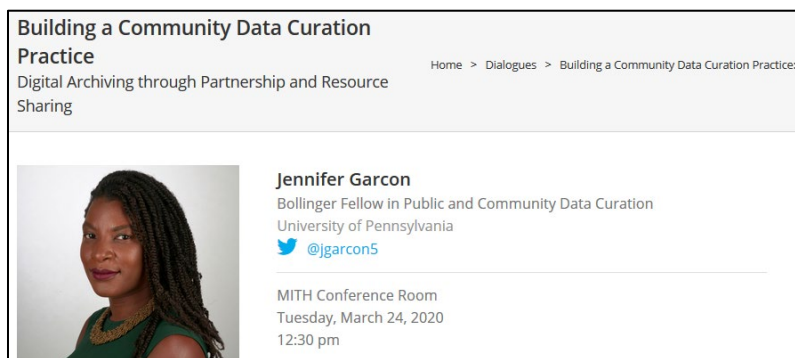 Building a Community Data Curation
Practice
Digital Archiving through Partnership and Resource
Sharing
Home > Dialogues > Building a Community Data Curation Practice:
Jennifer Garcon
Bollinger Fellow in Public and Community Data Curation
University of Pennsylvania
@jgarcon5
MITH Conference Room
Tuesday, March 24, 2020
12:30 pm